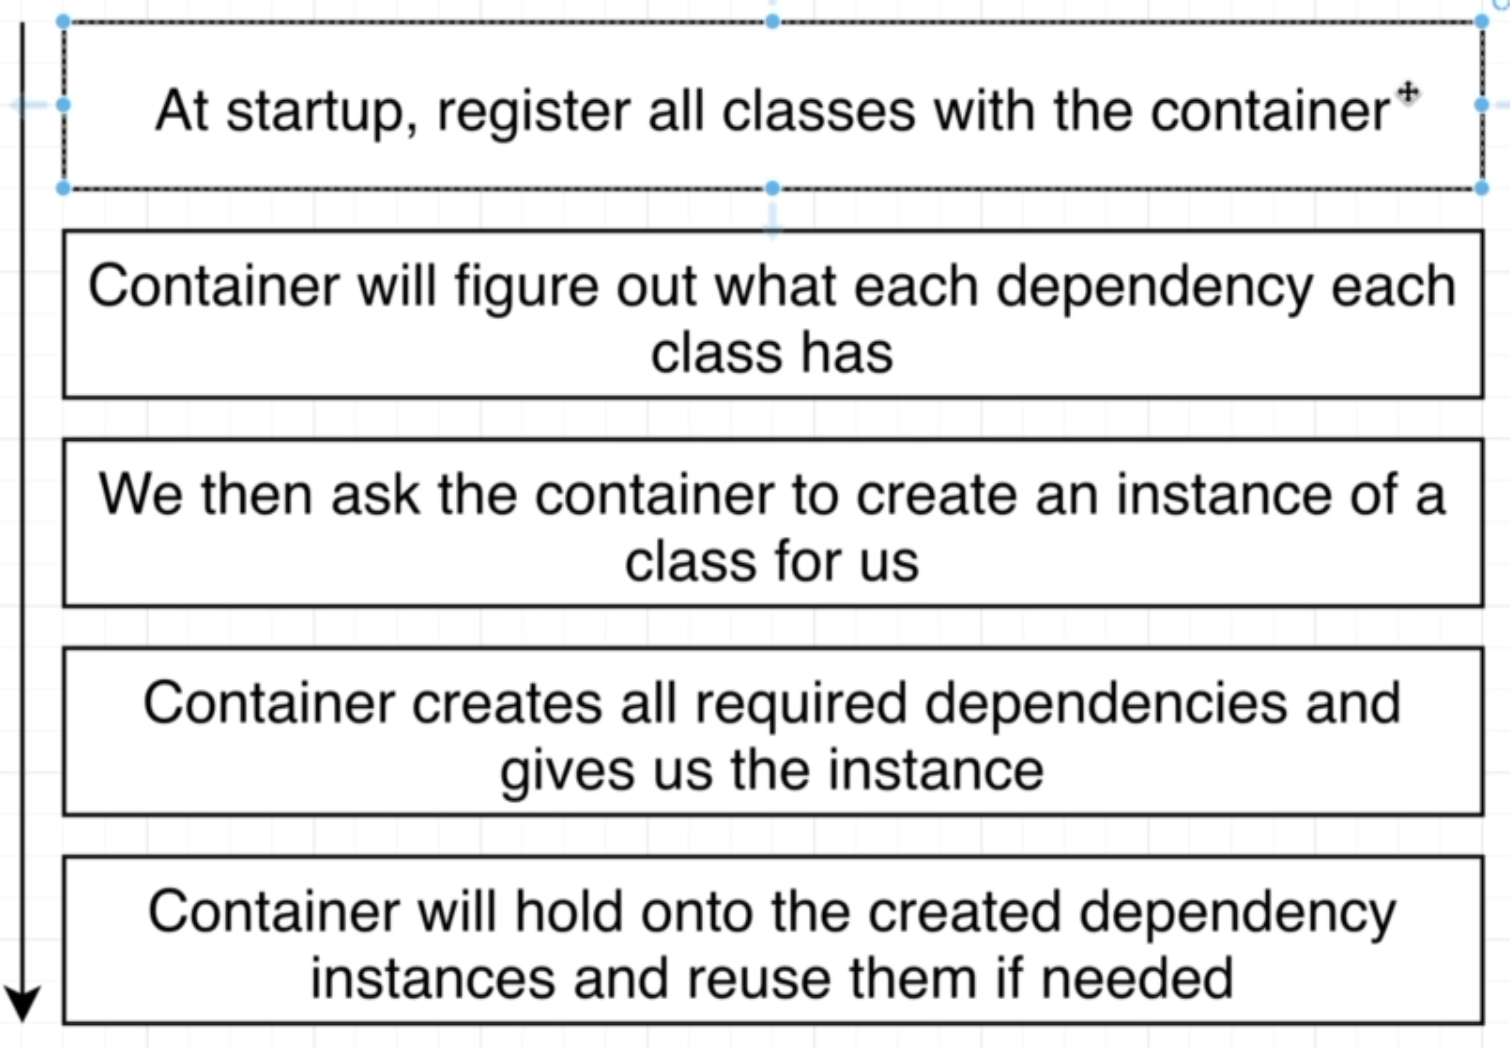 At startup, register all classes with the container
Container will figure out what each dependency each
class has
We then ask the container to create an instance of a
class for us
Container creates all required dependencies and
gives us the instance
Container will hold onto the created dependency
instances and reuse them if needed